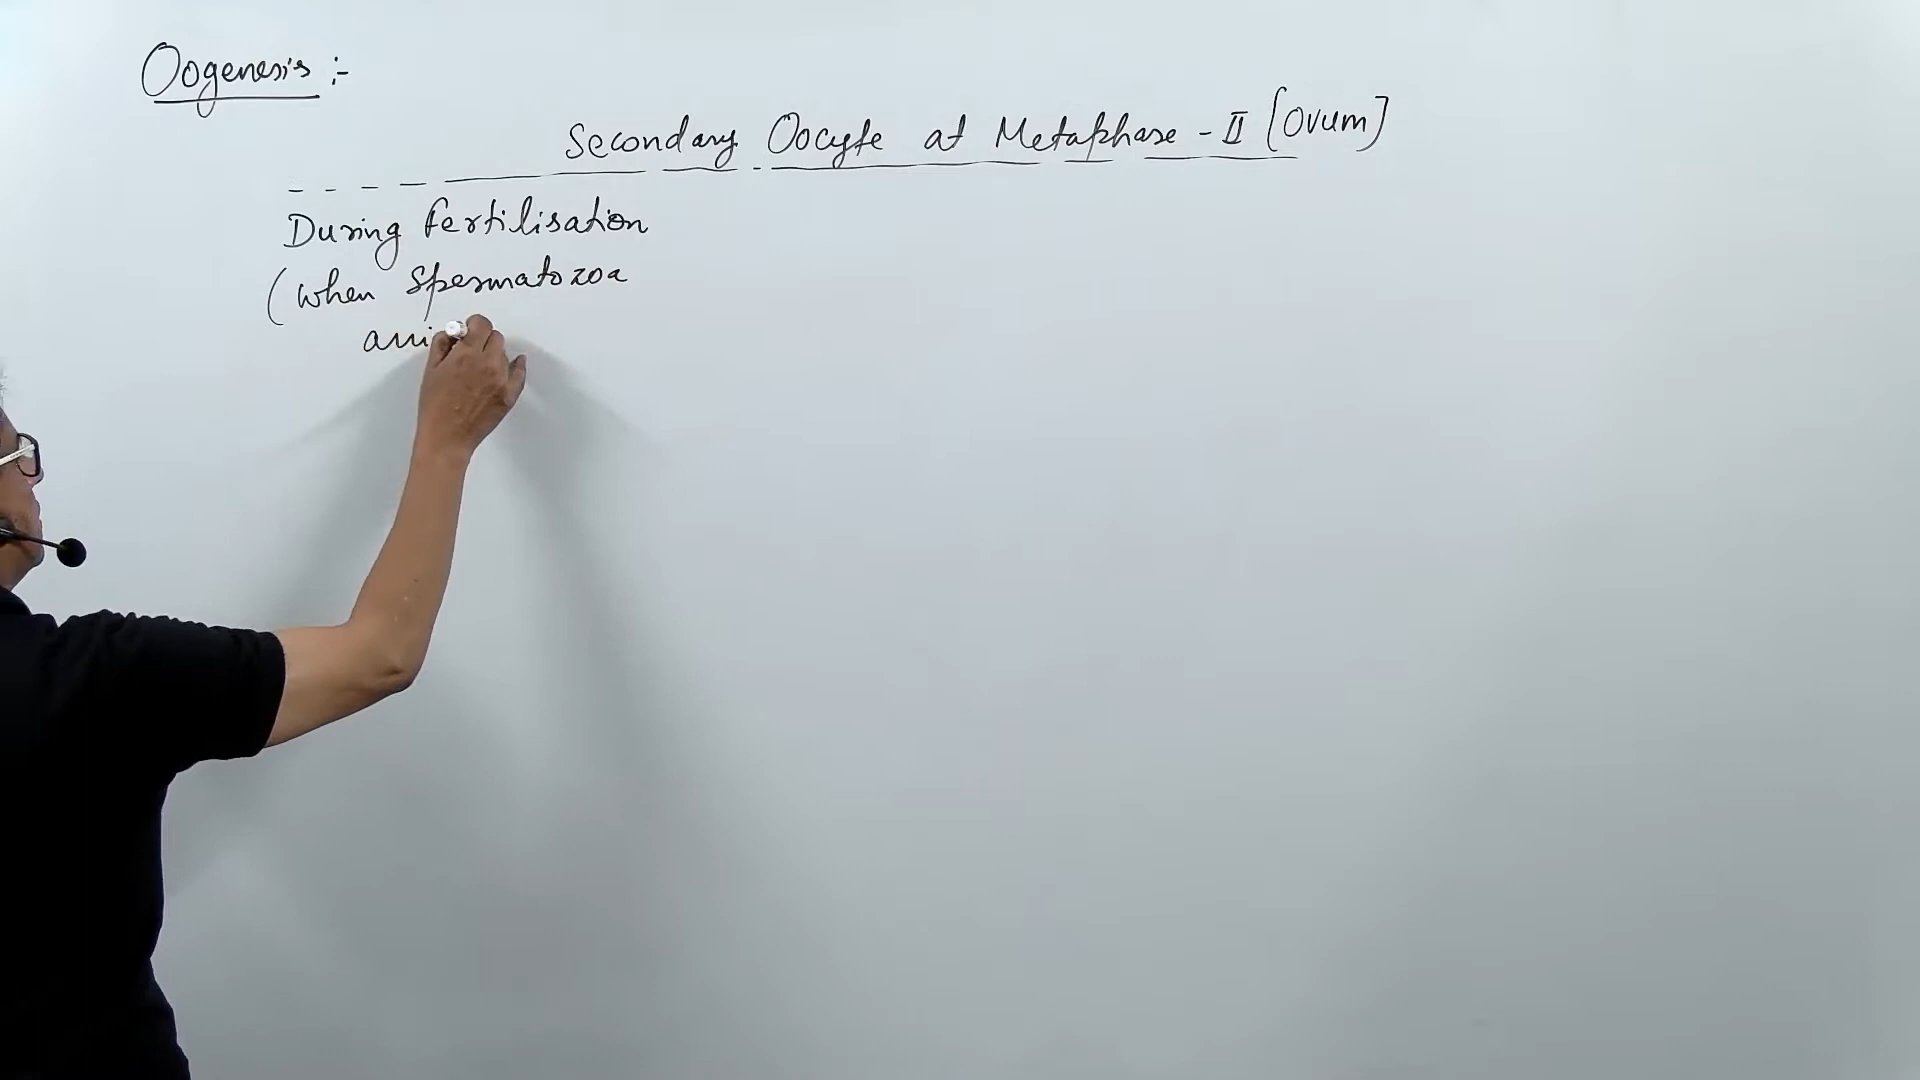 Oogenesis :-
Secondary Oocyte at Metaphase - II [Ovum]
During fertilisation
(when spermatozoa